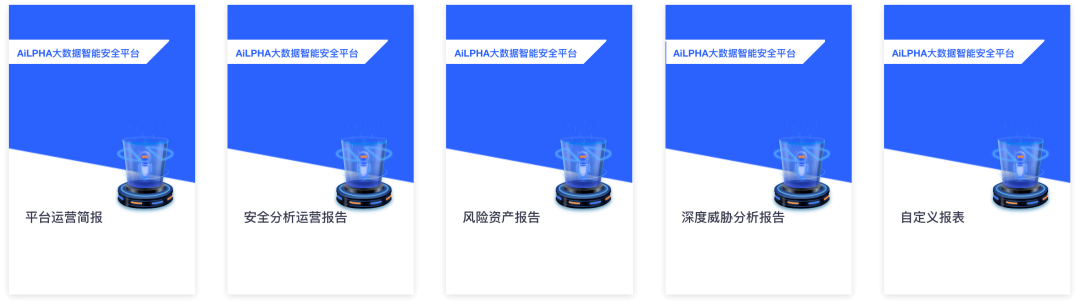 AiLPHA大数据智能安全平台
平台运营简报
AiLPHA大数据智能安全平台
安全分析运营报告
AiLPHA大数据智能安全平台
风险资产报告
AiLPHA大数据智能安全平台
深度威胁分析报告
AiLPHA大数据智能安全平台
自定义报表